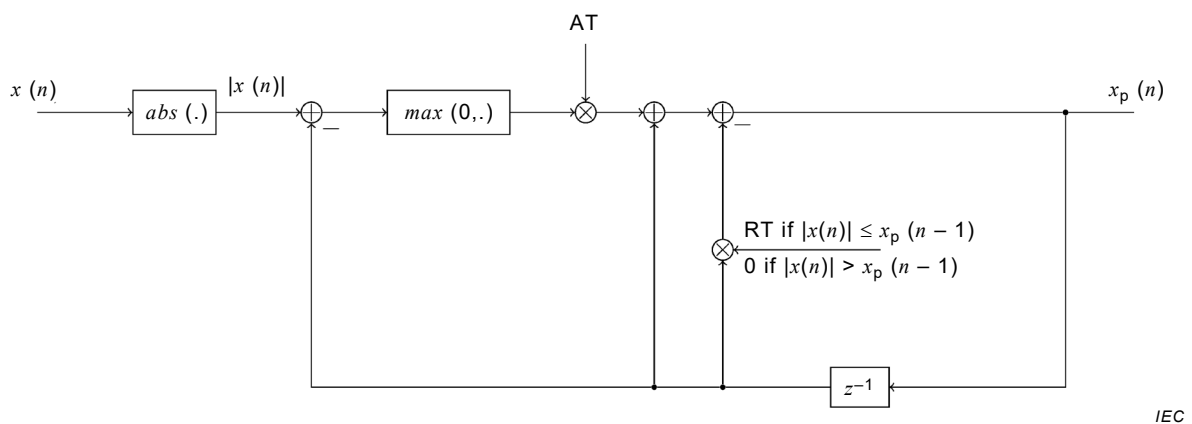 AT
x (n)
|x (n)|
x_p (n)
abs (.)
max (0,.)
–
–
RT if |x(n)| ≤ x_p (n – 1)
0 if |x(n)| > x_p (n – 1)
z⁻¹
IEC